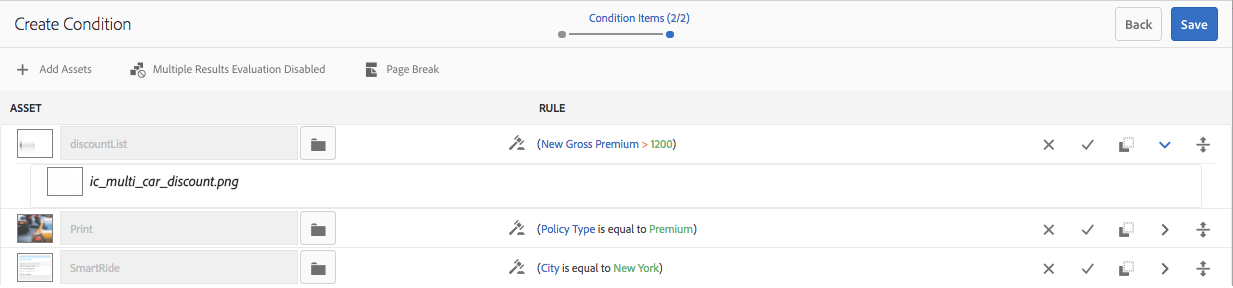 Create Condition
Condition Items (2/2)
Back
Save
Add Assets
Multiple Results Evaluation Disabled
Page Break
ASSET
RULE
discountList
(New Gross Premium > 1200)
ic_multi_car_discount.png
Print
(Policy Type is equal to Premium)
SmartRide
(City is equal to New York)